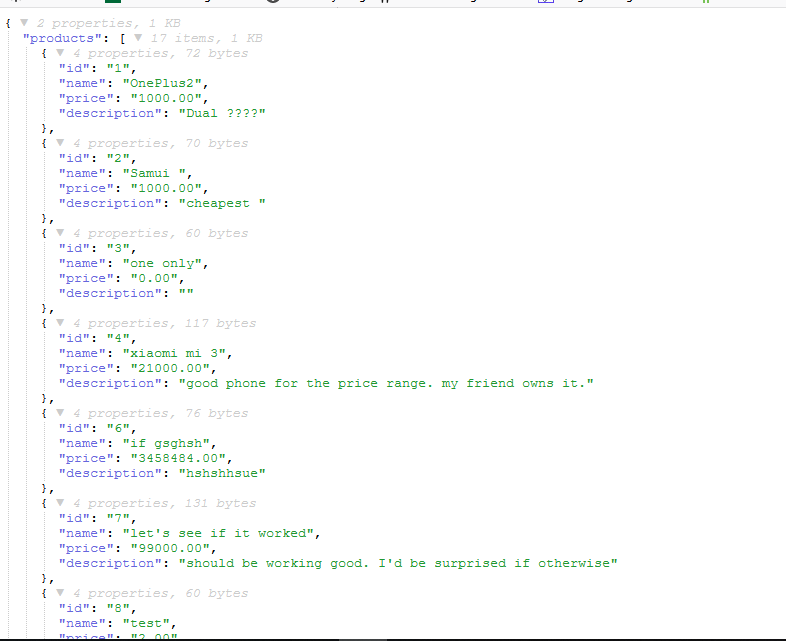 { ▼ 2 properties, 1 KB
"products": [ ▼ 17 items, 1 KB
{ ▼ 4 properties, 72 bytes
"id": "1",
"name": "OnePlus2",
"price": "1000.00",
"description": "Dual ????"
},
{ ▼ 4 properties, 70 bytes
"id": "2",
"name": "Samui ",
"price": "1000.00",
"description": "cheapest "
},
{ ▼ 4 properties, 60 bytes
"id": "3",
"name": "one only",
"price": "0.00",
"description": ""
},
{ ▼ 4 properties, 117 bytes
"id": "4",
"name": "xiaomi mi 3",
"price": "21000.00",
"description": "good phone for the price range. my friend owns it."
},
{ ▼ 4 properties, 76 bytes
"id": "6",
"name": "if gsghsh",
"price": "3458484.00",
"description": "hshshhsue"
},
{ ▼ 4 properties, 131 bytes
"id": "7",
"name": "let's see if it worked",
"price": "99000.00",
"description": "should be working good. I'd be surprised if otherwise"
},
{ ▼ 4 properties, 60 bytes
"id": "8",
"name": "test",
"price": "2.00"